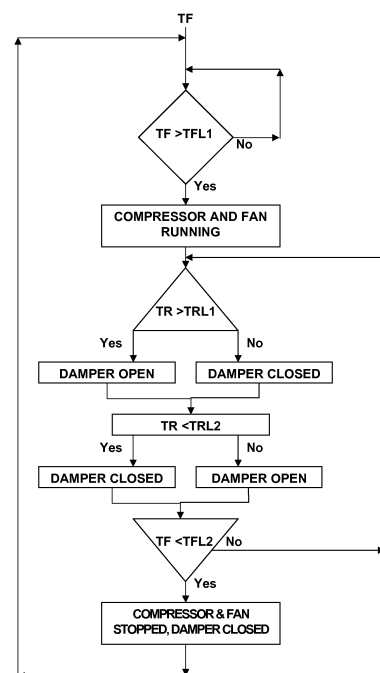 TF
TF >TFL1
No
Yes
COMPRESSOR AND FAN
RUNNING
TR >TRL1
Yes
No
DAMPER OPEN
DAMPER CLOSED
TR <TRL2
Yes
No
DAMPER CLOSED
DAMPER OPEN
TF <TFL2
No
Yes
COMPRESSOR & FAN
STOPPED, DAMPER CLOSED